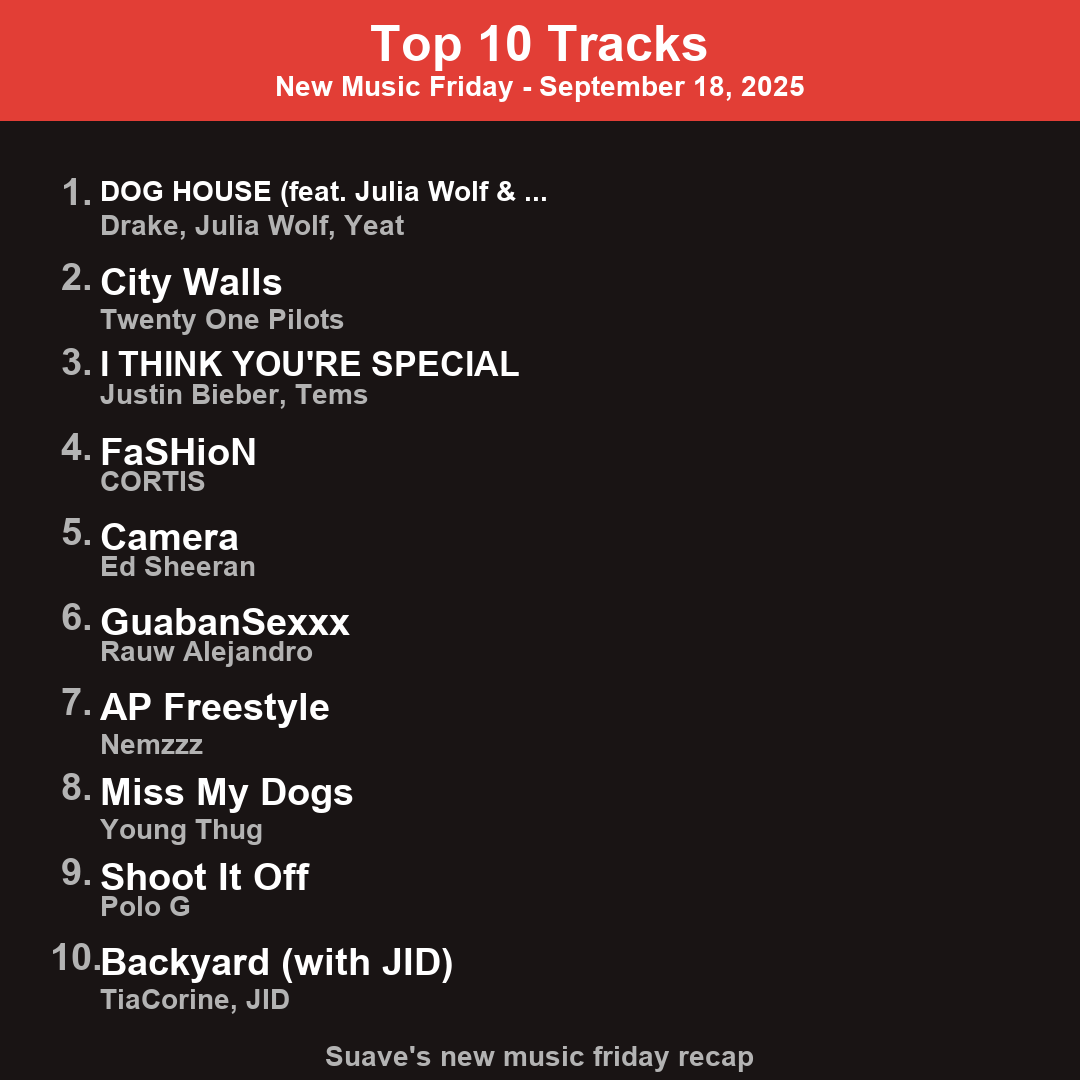 Top 10 Tracks
New Music Friday - September 18, 2025
1. DOG HOUSE (feat. Julia Wolf & ...
Drake, Julia Wolf, Yeat
2. City Walls
Twenty One Pilots
3. I THINK YOU'RE SPECIAL
Justin Bieber, Tems
4. FaSHioN
CORTIS
5. Camera
Ed Sheeran
6. GuabanSexxx
Rauw Alejandro
7. AP Freestyle
Nemzzz
8. Miss My Dogs
Young Thug
9. Shoot It Off
Polo G
10. Backyard (with JID)
TiaCorine, JID
Suave's new music friday recap